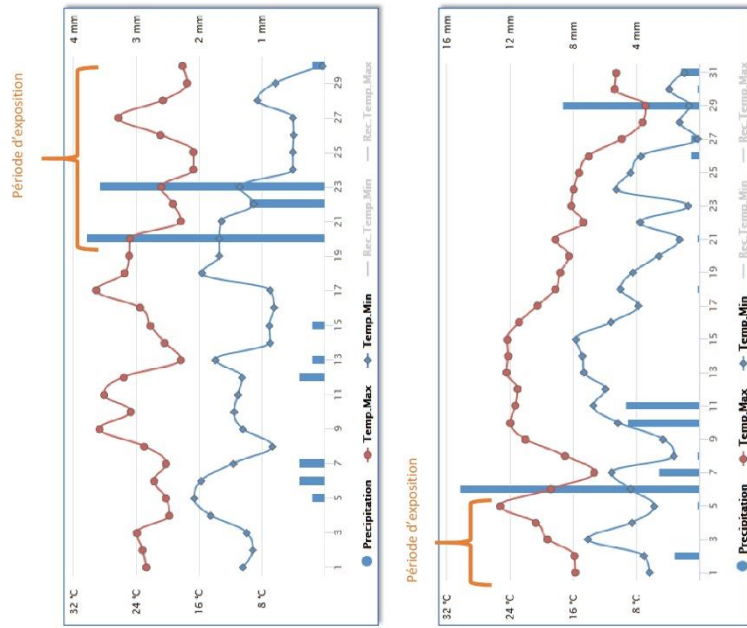 Période d'exposition
32 °C
24 °C
16 °C
8 °C
4 mm
3 mm
2 mm
1 mm
1 3 5 7 9 11 13 15 17 19 21 23 25 27 29
Precipitation Temp.Max Temp.Min Rec.Temp.Min Rec.Temp.Max
Période d'exposition
32 °C
24 °C
16 °C
8 °C
16 mm
12 mm
8 mm
4 mm
1 3 5 7 9 11 13 15 17 19 21 23 25 27 29 31
Precipitation Temp.Max Temp.Min Rec.Temp.Min Rec.Temp.Max